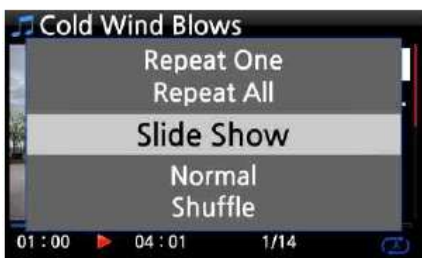 Cold Wind Blows
Repeat One
Repeat All
Slide Show
Normal
Shuffle
01 : 00 04 : 01 1/14